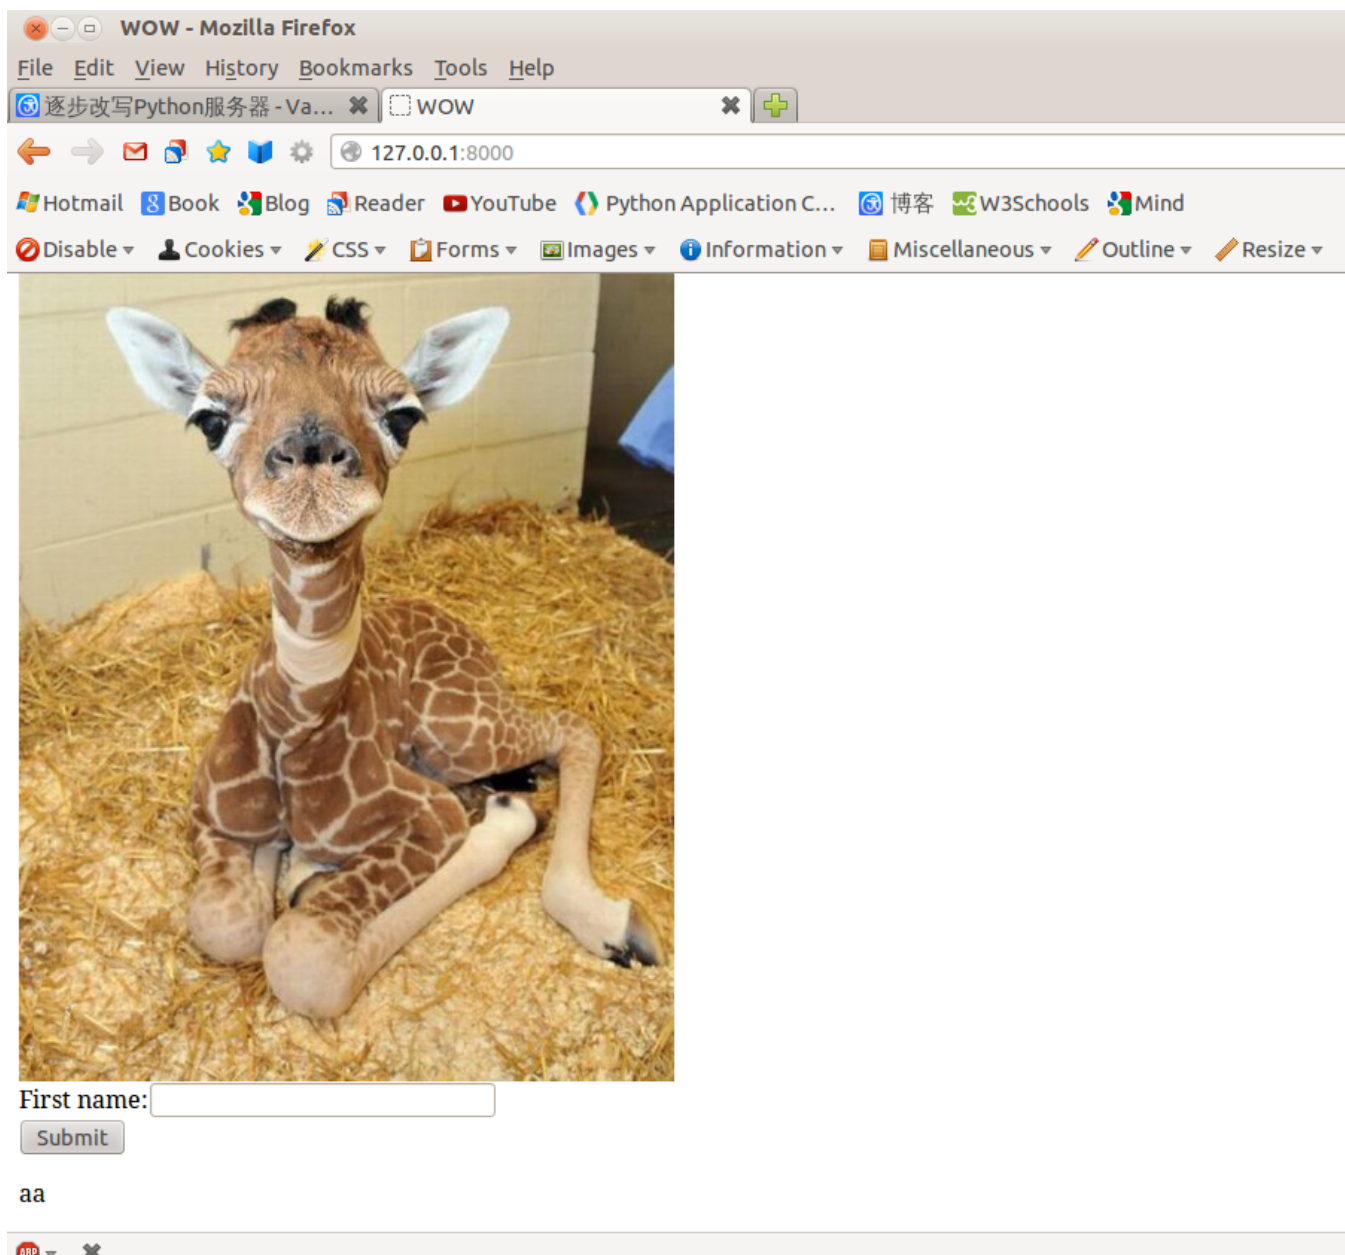 WOW - Mozilla Firefox
File Edit View History Bookmarks Tools Help
逐步改写Python服务器 - Va... WOW
127.0.0.1:8000
Hotmail Book Blog Reader YouTube Python Application C... 博客 W3Schools Mind
Disable Cookies CSS Forms Images Information Miscellaneous Outline Resize
First name:
Submit
aa
ABP